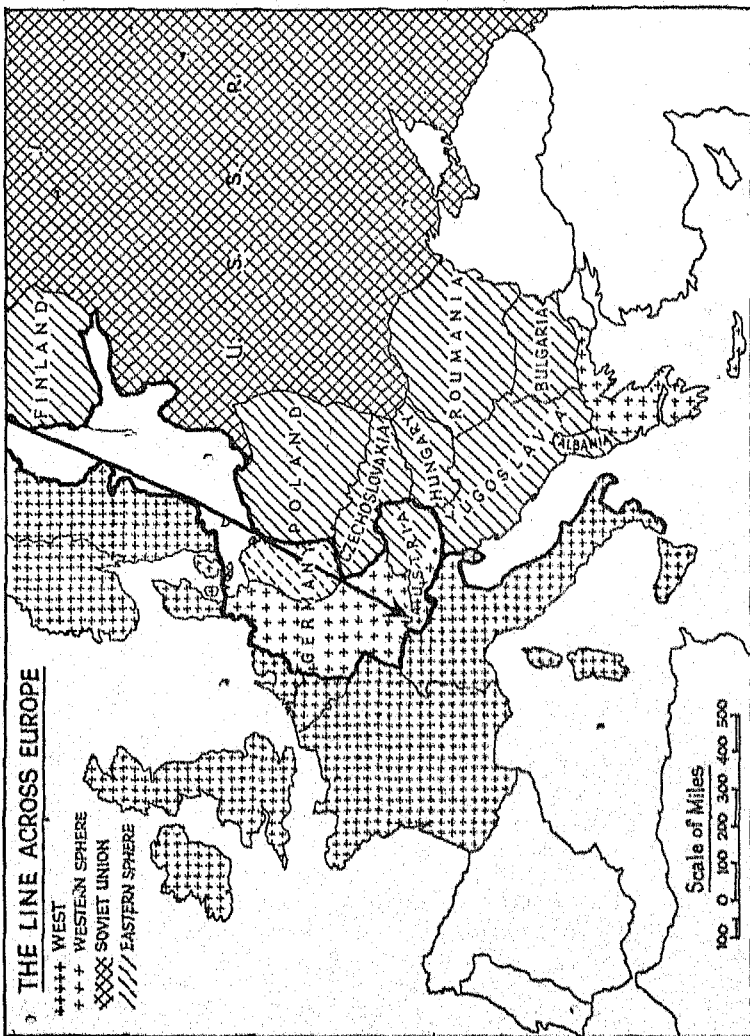 THE LINE ACROSS EUROPE
WEST
WESTERN SPHERE
SOVIET UNION
EASTERN SPHERE
FINLAND
U. S. S. R.
POLAND
GERMAN
CZECHOSLOVAKIA
AUSTRIA
HUNGARY
ROUMANIA
YUGOSLAVIA
BULGARIA
ALBANIA
Scale of Miles
100 0 100 200 300 400 500